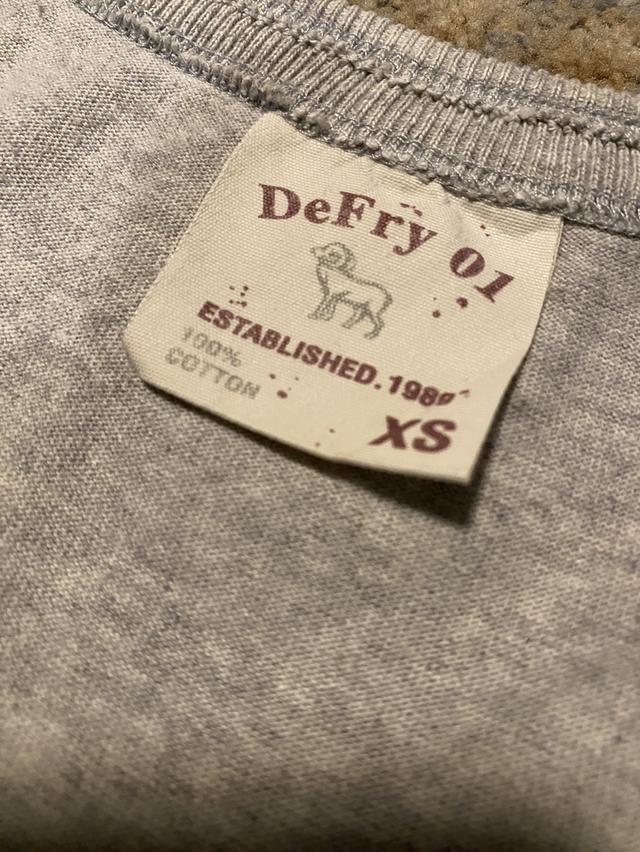 DeFry 01
ESTABLISHED.
100%
COTTON
XS